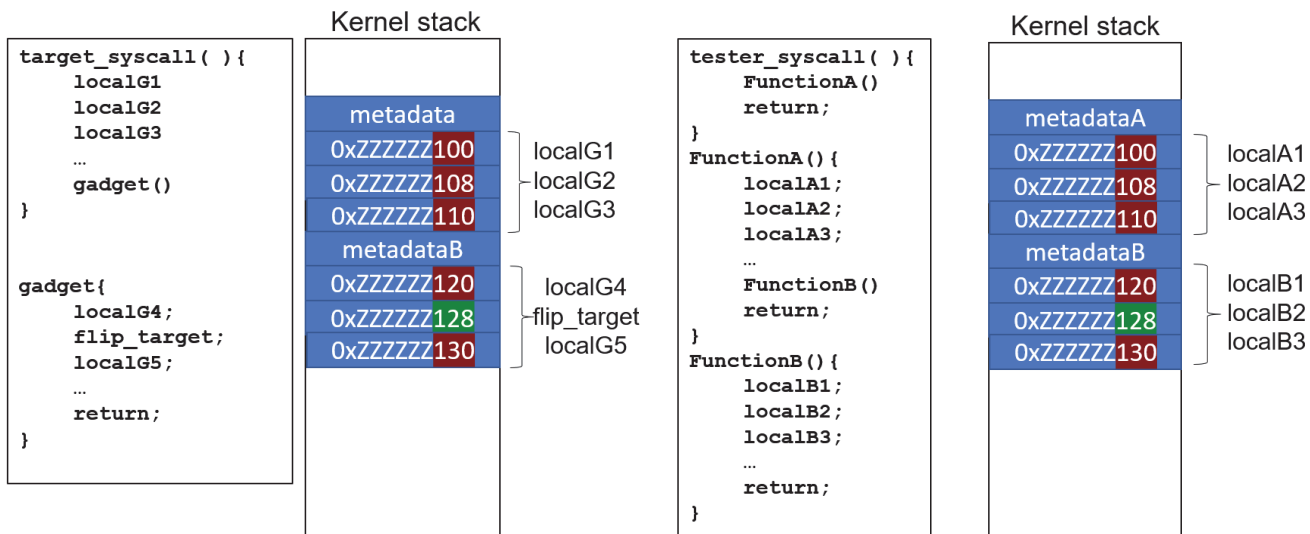 Kernel stack
target_syscall( ){
localG1
localG2
localG3
…
gadget()
}
gadget{
localG4;
flip_target;
localG5;
…
return;
}
metadata
0xZZZZZZ100
0xZZZZZZ108
0xZZZZZZ110
metadataB
0xZZZZZZ120
0xZZZZZZ128
0xZZZZZZ130
localG1
localG2
localG3
localG4
flip_target
localG5
Kernel stack
tester_syscall( ){
FunctionA()
return;
}
FunctionA(){
localA1;
localA2;
localA3;
…
FunctionB()
return;
}
FunctionB(){
localB1;
localB2;
localB3;
…
return;
}
metadataA
0xZZZZZZ100
0xZZZZZZ108
0xZZZZZZ110
metadataB
0xZZZZZZ120
0xZZZZZZ128
0xZZZZZZ130
localA1
localA2
localA3
localB1
localB2
localB3